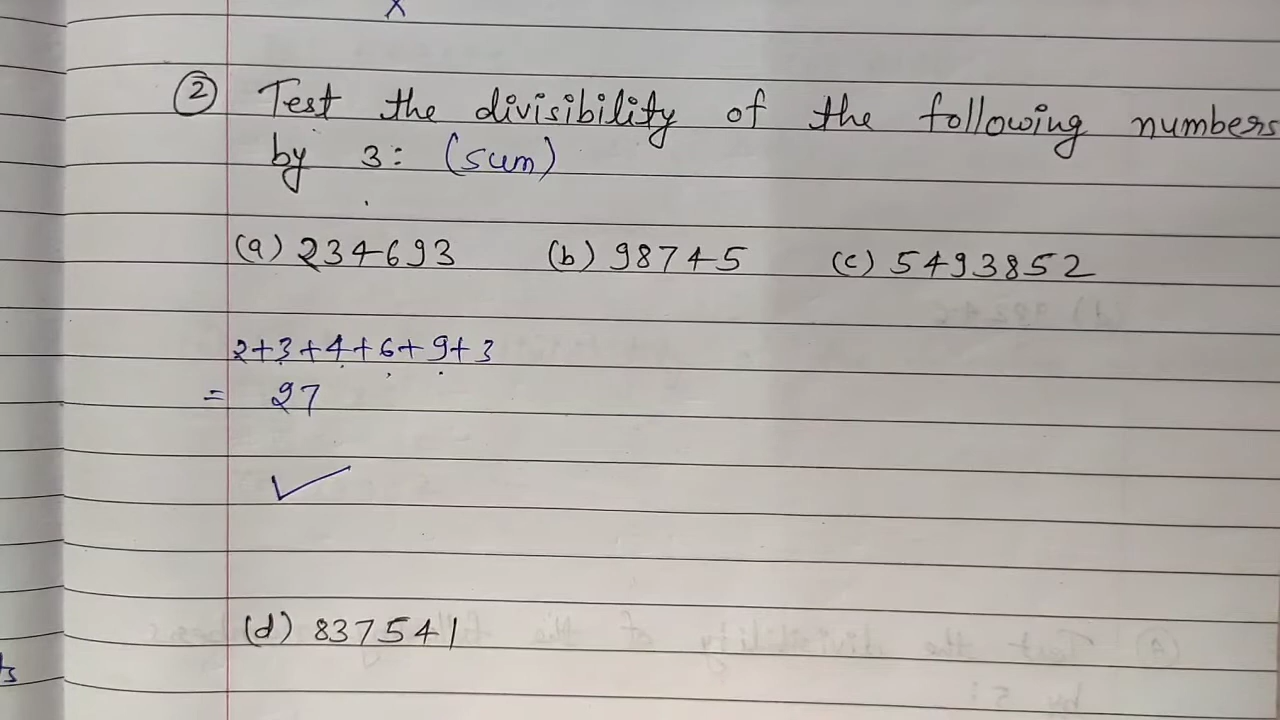 ② Test the divisibility of the following numbers
by 3: (sum)
(a) 234693 (b) 98745 (c) 5493852
2+3+4+6+9+3
= 27
✓
(d) 837541